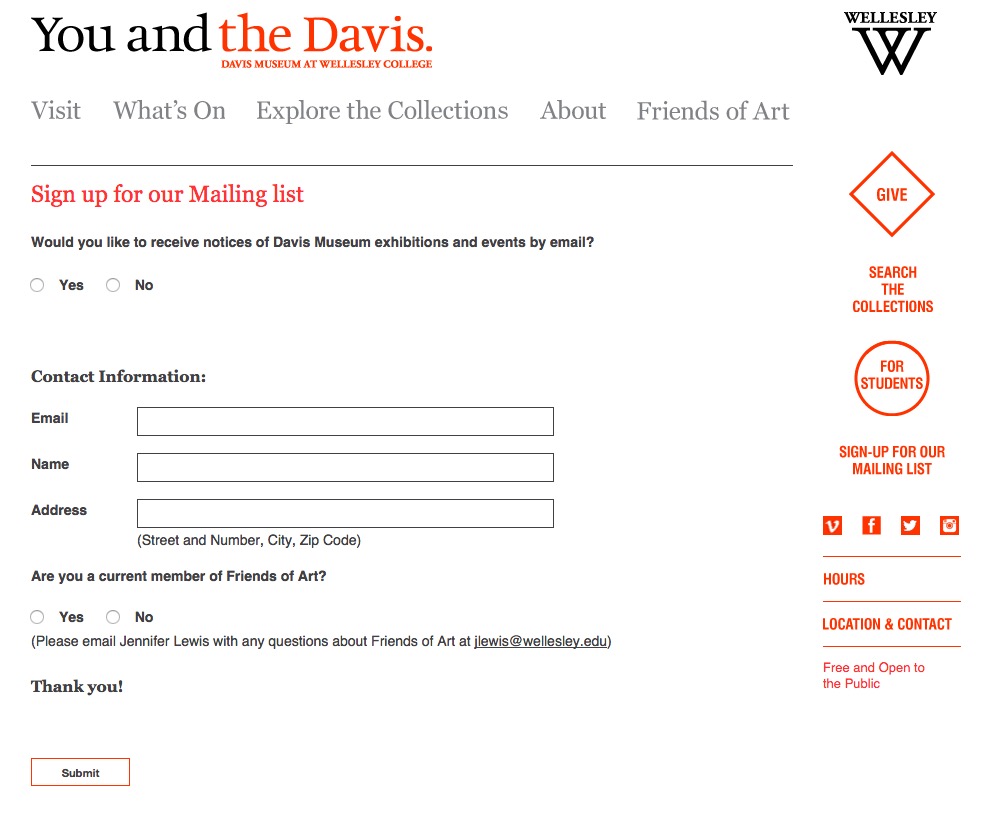 You and the Davis.
DAVIS MUSEUM AT WELLESLEY COLLEGE
WELLESLEY
W
Visit What's On Explore the Collections About Friends of Art
Sign up for our Mailing list
Would you like to receive notices of Davis Museum exhibitions and events by email?
Yes No
Contact Information:
Email
Name
Address
(Street and Number, City, Zip Code)
Are you a current member of Friends of Art?
Yes No
(Please email Jennifer Lewis with any questions about Friends of Art at jlewis@wellesley.edu)
Thank you!
Submit
GIVE
SEARCH
THE
COLLECTIONS
FOR
STUDENTS
SIGN-UP FOR OUR
MAILING LIST
HOURS
LOCATION & CONTACT
Free and Open to
the Public